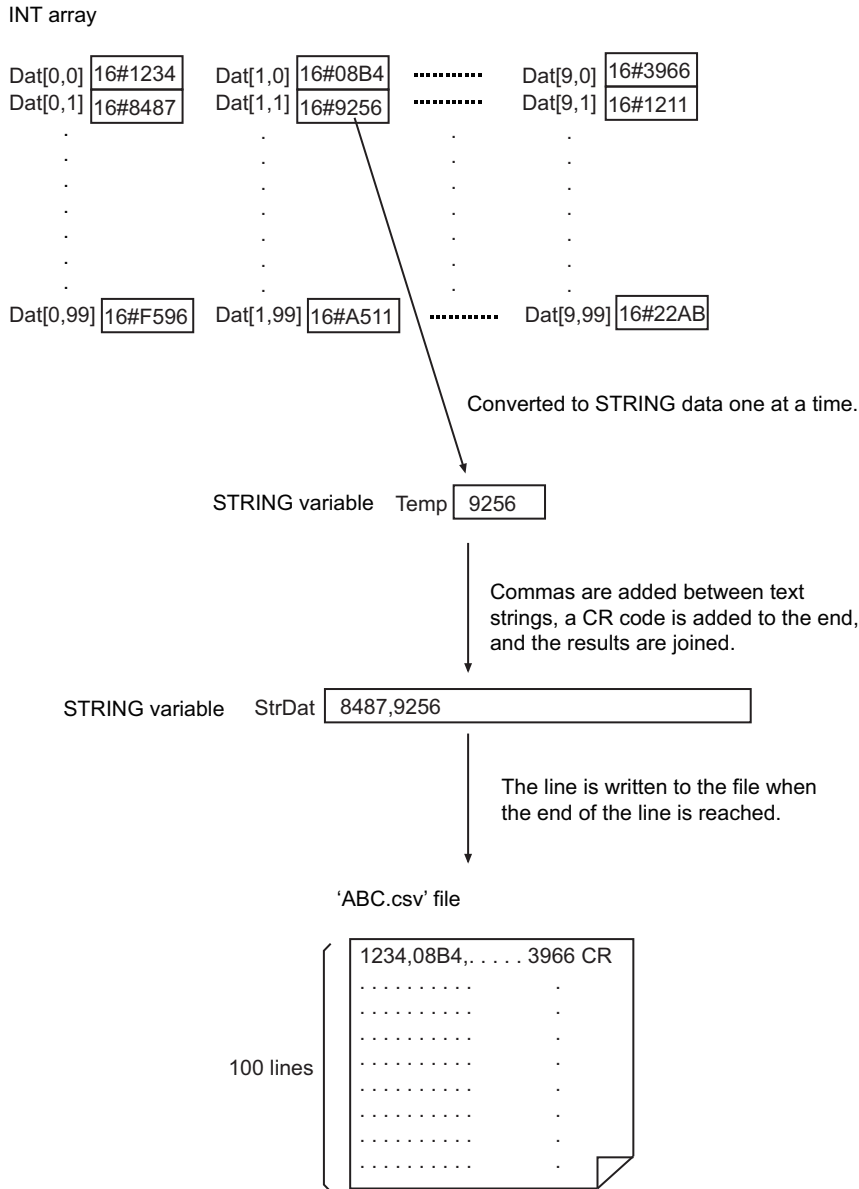 INT array
Dat[0,0] 16#1234 Dat[1,0] 16#08B4 ........... Dat[9,0] 16#3966
Dat[0,1] 16#8487 Dat[1,1] 16#9256 ........... Dat[9,1] 16#1211
. . . .
. . . .
. . . .
. . . .
. . . .
. . . .
. . . .
Dat[0,99] 16#F596 Dat[1,99] 16#A511 ........... Dat[9,99] 16#22AB
Converted to STRING data one at a time.
STRING variable Temp 9256
Commas are added between text
strings, a CR code is added to the end,
and the results are joined.
STRING variable StrDat 8487,9256
The line is written to the file when
the end of the line is reached.
‘ABC.csv’ file
1234,08B4,. . . . . 3966 CR
. . . . . . . . . . .
. . . . . . . . . . .
. . . . . . . . . . .
100 lines . . . . . . . . . . .
. . . . . . . . . . .
. . . . . . . . . . .
. . . . . . . . . . .
. . . . . . . . . . .